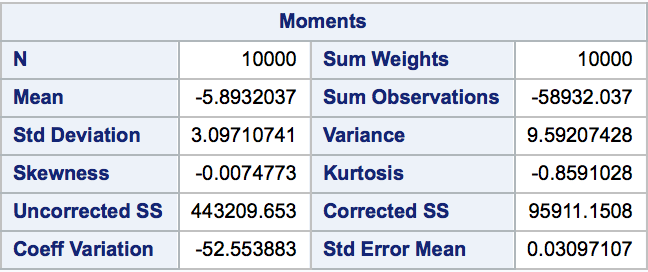 Moments
N 10000 Sum Weights 10000
Mean -5.8932037 Sum Observations -58932.037
Std Deviation 3.09710741 Variance 9.59207428
Skewness -0.0074773 Kurtosis -0.8591028
Uncorrected SS 443209.653 Corrected SS 95911.1508
Coeff Variation -52.553883 Std Error Mean 0.03097107